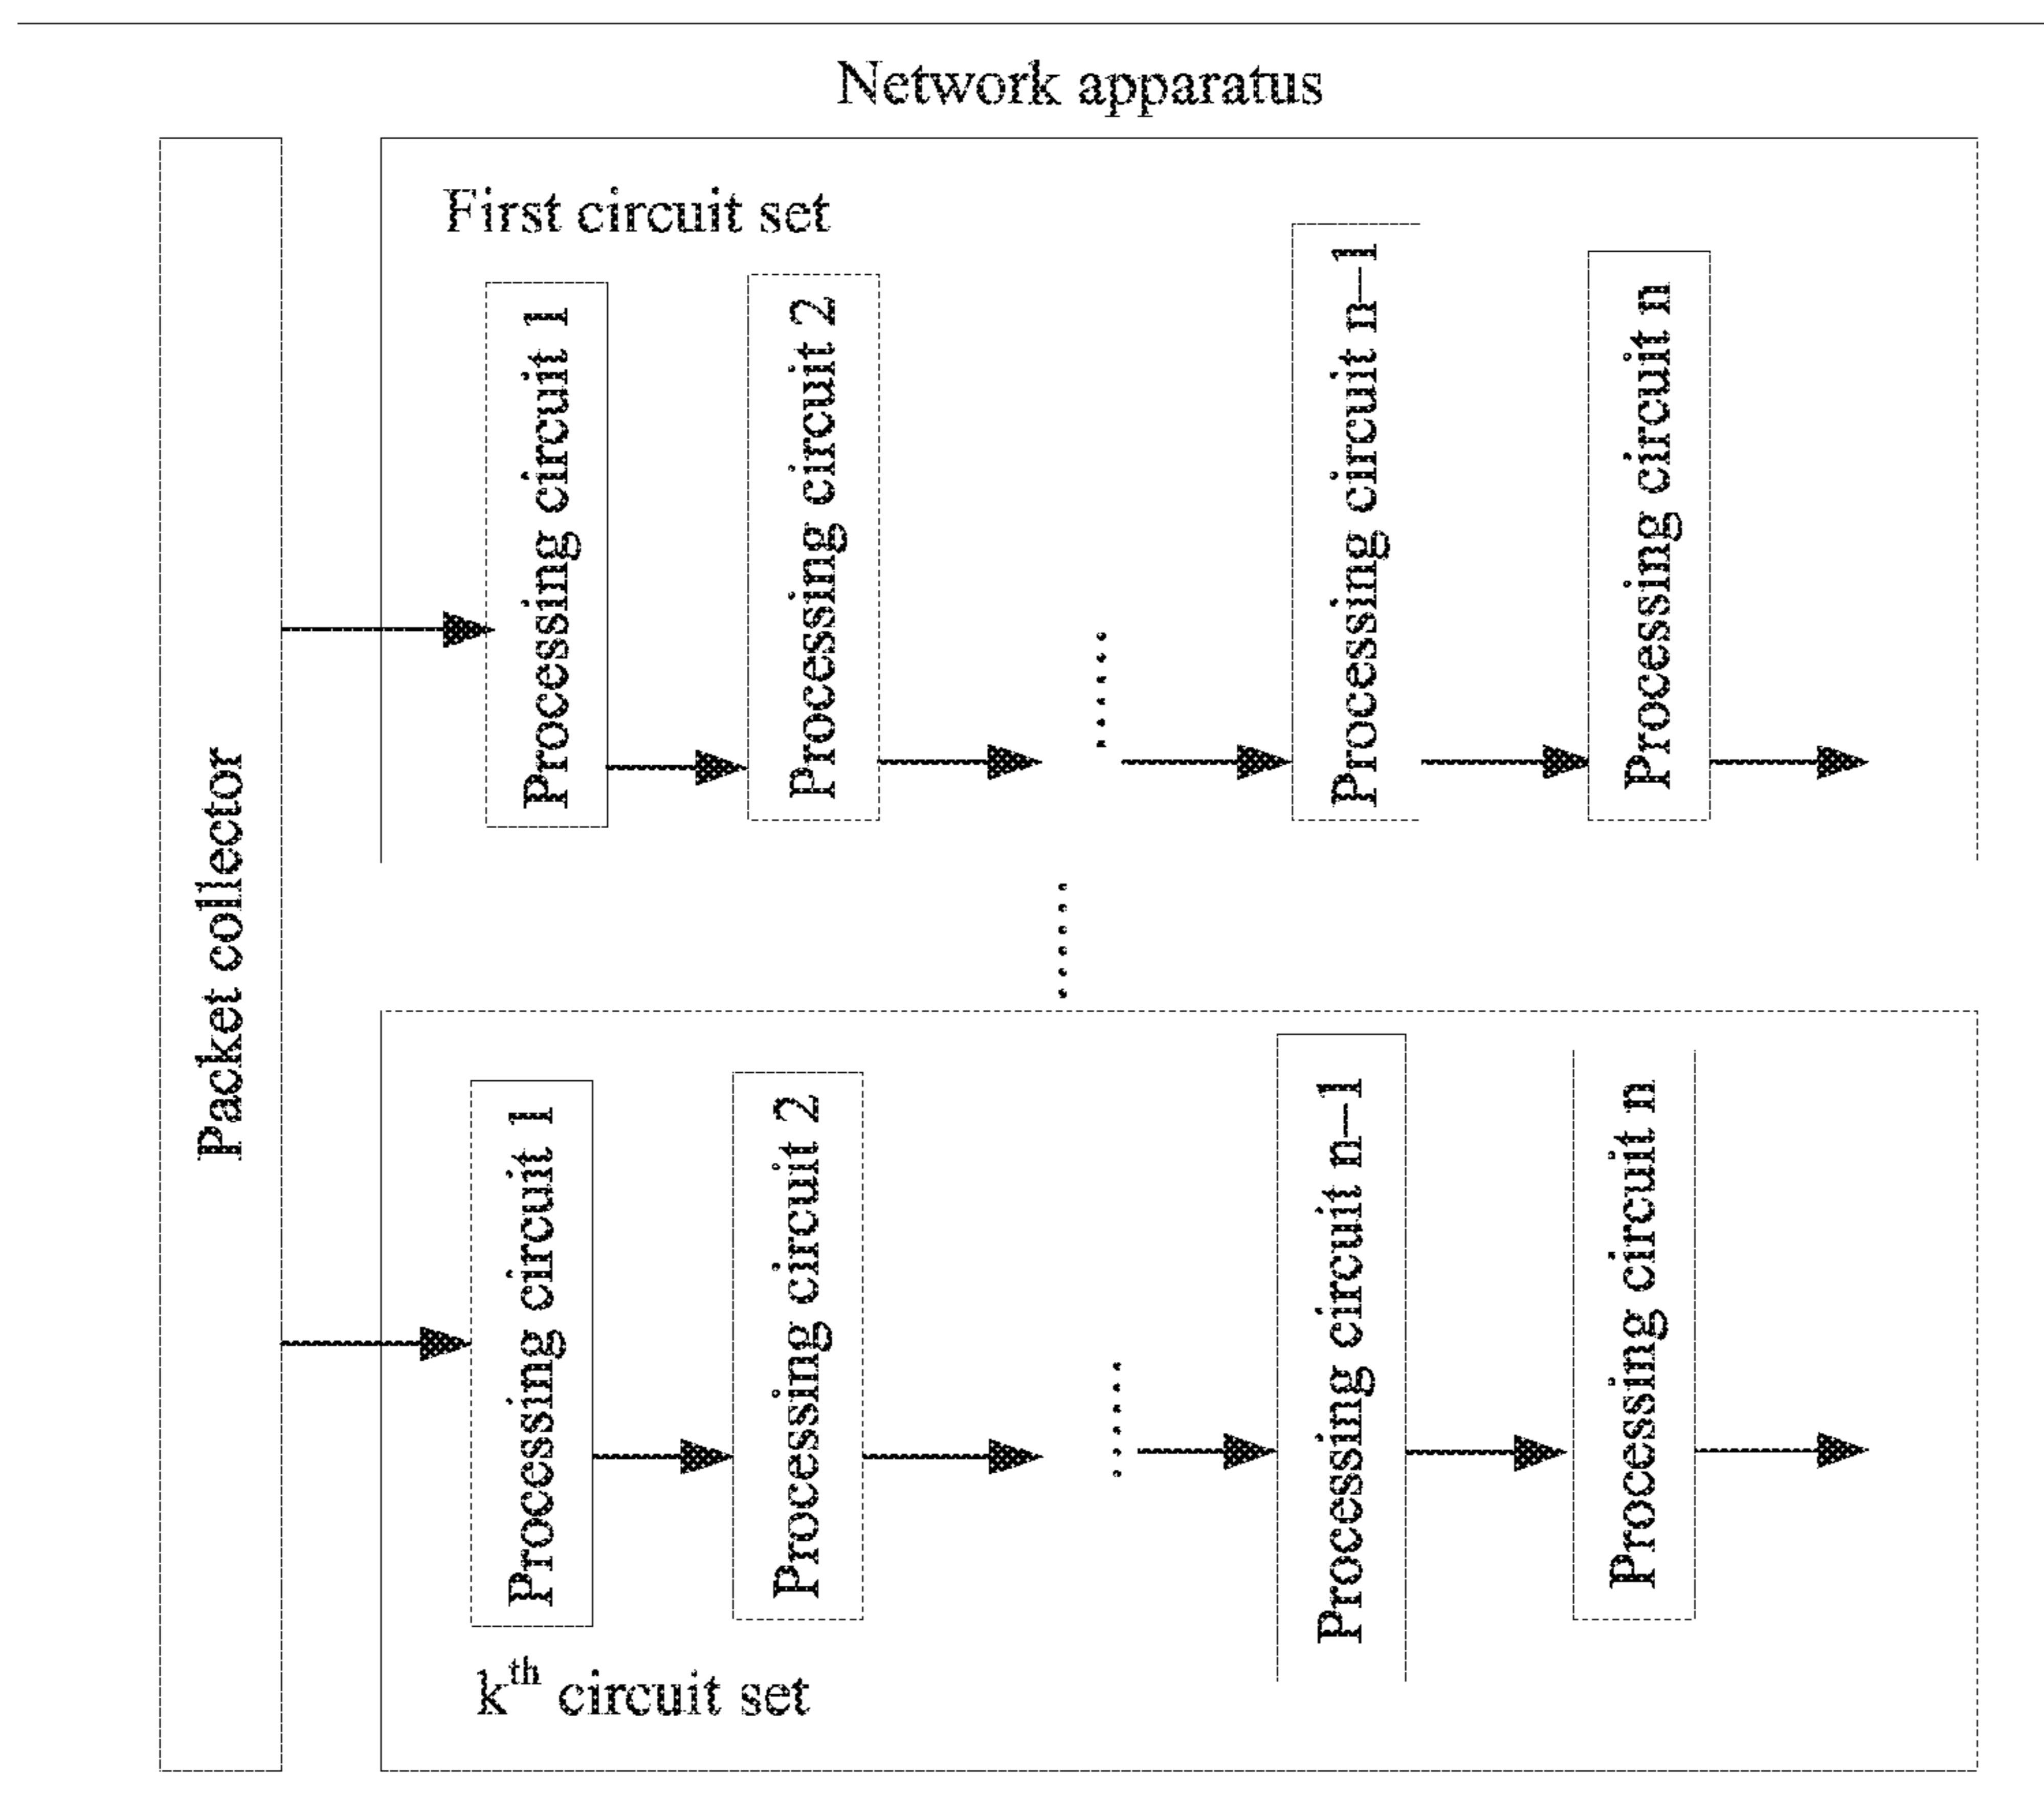 Network apparatus
Packet collector
First circuit set
Processing circuit 1
Processing circuit 2
......
Processing circuit n–1
Processing circuit n
......
Processing circuit 1
Processing circuit 2
......
Processing circuit n–1
Processing circuit n
kth circuit set